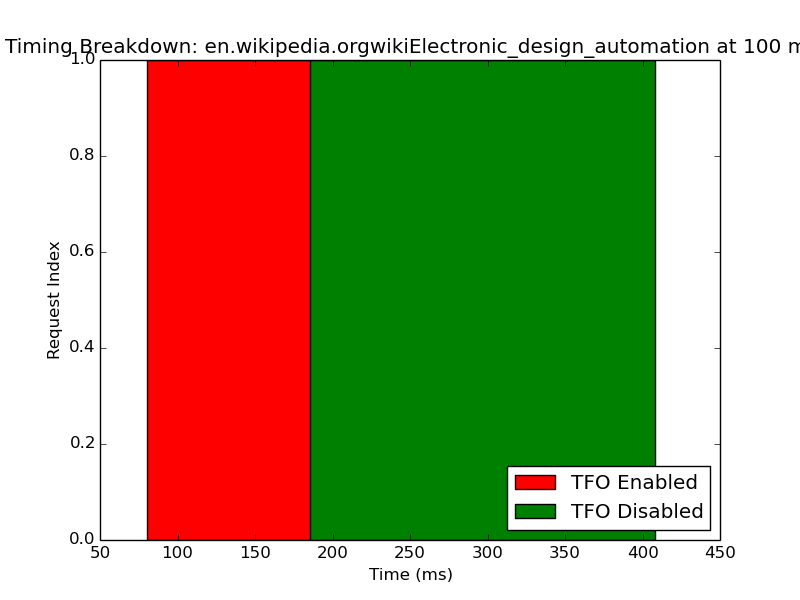 Timing Breakdown: en.wikipedia.orgwikiElectronic_design_automation at 100 m
1.0
0.8
0.6
0.4
0.2
0.0
Request Index
50 100 150 200 250 300 350 400 450
Time (ms)
TFO Enabled
TFO Disabled